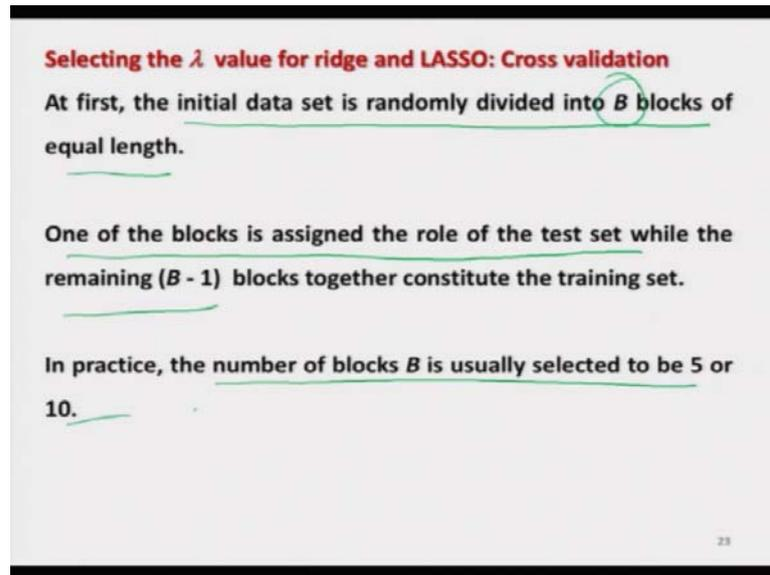 Selecting the λ value for ridge and LASSO: Cross validation
At first, the initial data set is randomly divided into B blocks of
equal length.
One of the blocks is assigned the role of the test set while the
remaining (B - 1) blocks together constitute the training set.
In practice, the number of blocks B is usually selected to be 5 or
10.
23